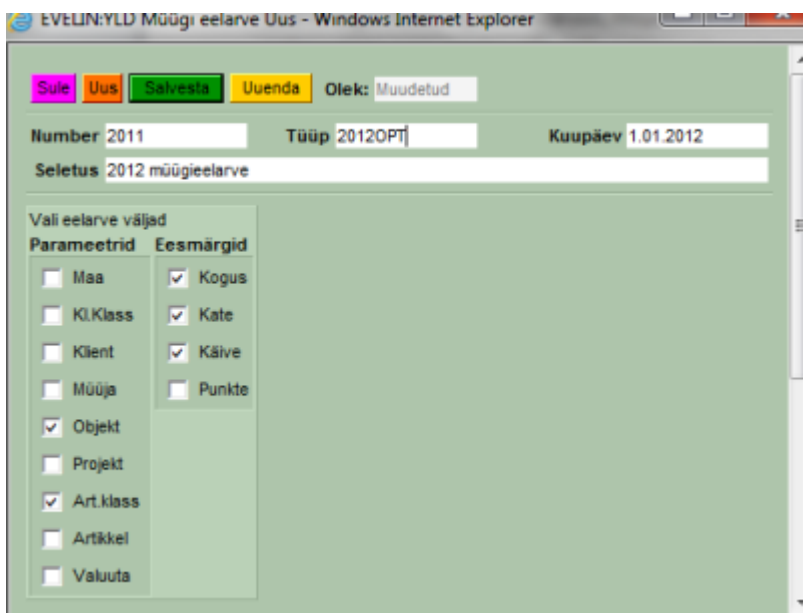 EVELIN:YLD Müügi eelarve Uus - Windows Internet Explorer
Sule Uus Salvesta Uuenda Olek: Muudetud
Number 2011 Tüüp 2012OPT Kuupäev 1.01.2012
Seletus 2012 müügieelarve
Vali eelarve väljad
Parameetrid Eesmärgid
Maa Kogus
Kl.Klass Kate
Klient Käive
Müüja Punkte
Objekt
Projekt
Art.klass
Artikkel
Valuuta